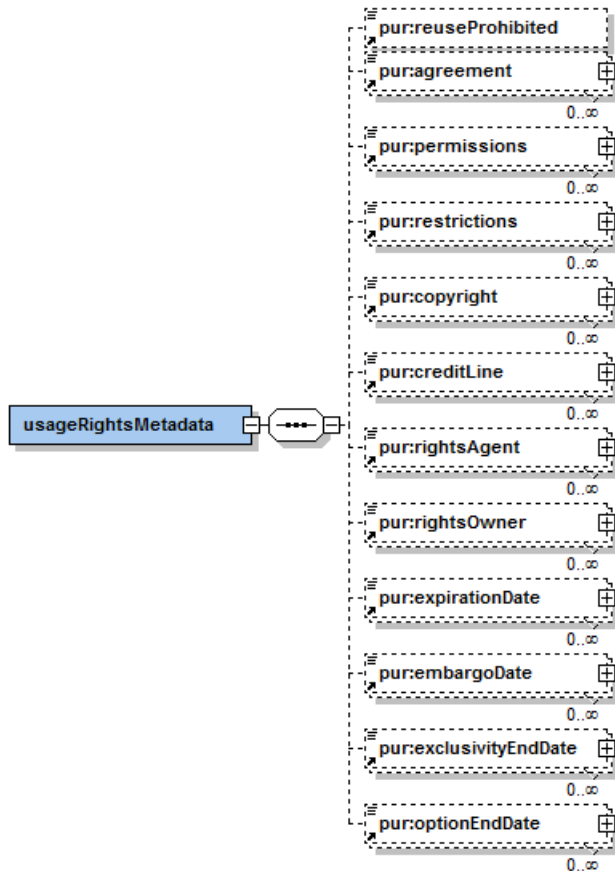 pur:reuseProhibited
pur:agreement
0..∞
pur:permissions
0..∞
pur:restrictions
0..∞
pur:copyright
0..∞
pur:creditLine
0..∞
usageRightsMetadata
pur:rightsAgent
0..∞
pur:rightsOwner
0..∞
pur:expirationDate
0..∞
pur:embargoDate
0..∞
pur:exclusivityEndDate
0..∞
pur:optionEndDate
0..∞